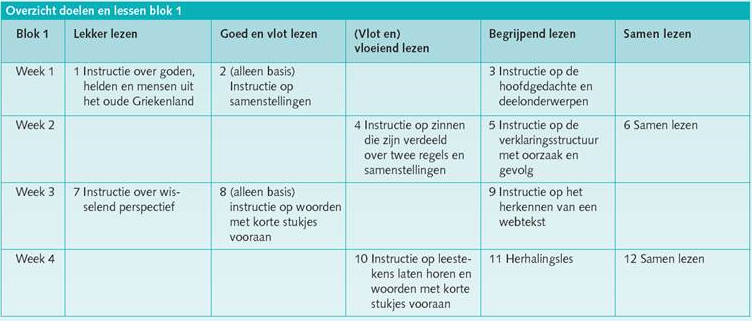 Overzicht doelen en lessen blok 1
Blok 1
Lekker lezen
Goed en vlot lezen
(Vlot en)
vloeiend lezen
Begrijpend lezen
Samen lezen
Week 1
1 Instructie over goden,
helden en mensen uit
het oude Griekenland
2 (alleen basis)
Instructie op
samenstellingen
3 Instructie op de
hoofdgedachte en
deelonderwerpen
Week 2
4 Instructie op zinnen
die zijn verdeeld
over twee regels en
samenstellingen
5 Instructie op de
verklaringsstructuur
met oorzaak en
gevolg
6 Samen lezen
Week 3
7 Instructie over wis-
selend perspectief
8 (alleen basis)
instructie op woorden
met korte stukjes
vooraan
9 Instructie op het
herkennen van een
webtekst
Week 4
10 Instructie op leeste-
kens laten horen en
woorden met korte
stukjes vooraan
11 Herhalingsles
12 Samen lezen